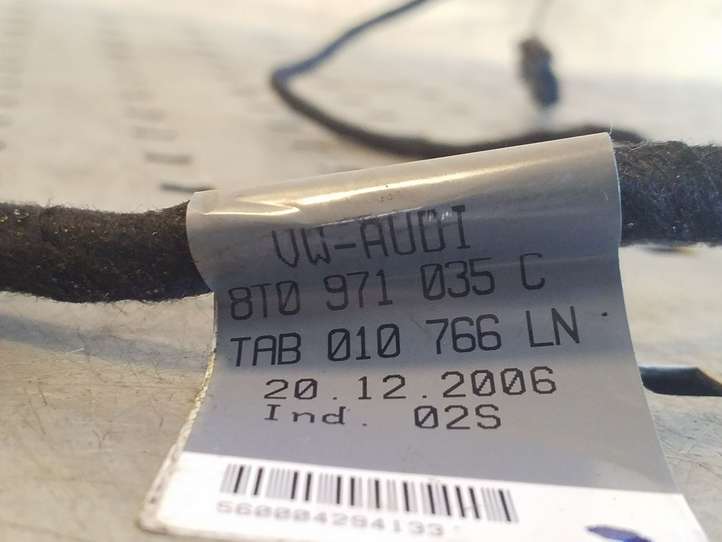 VW-AUDI
8T0 971 035 C
TAB 010 766 LN
20.12.2006
Ind. 02S
560004294133